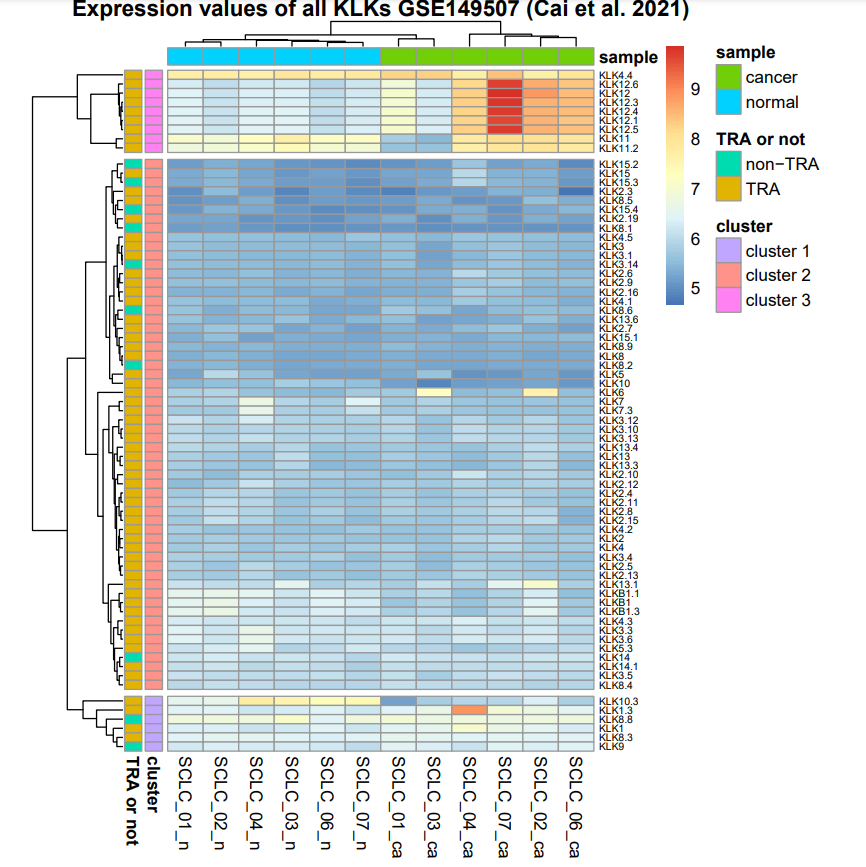 Expression values of all KLKs GSE149507 (Cai et al. 2021)
sample
KLK4.4
KLK12.6
KLK12
KLK12.3
KLK12.4
KLK12.1
KLK12.5
KLK11
KLK11.2
KLK15.2
KLK15
KLK15.3
KLK2.3
KLK8.5
KLK15.4
KLK2.19
KLK8.1
KLK4.5
KLK3
KLK3.1
KLK3.14
KLK2.6
KLK2.9
KLK2.16
KLK4.1
KLK8.6
KLK13.6
KLK2.7
KLK15.1
KLK8.9
KLK8
KLK8.2
KLK5
KLK10
KLK6
KLK7
KLK7.3
KLK3.12
KLK3.10
KLK3.13
KLK13.4
KLK13
KLK13.3
KLK2.10
KLK2.12
KLK2.4
KLK2.11
KLK2.8
KLK2.15
KLK4.2
KLK2
KLK4
KLK3.4
KLK2.5
KLK2.13
KLK13.1
KLKB1.1
KLKB1
KLKB1.3
KLK4.3
KLK3.3
KLK3.6
KLK5.3
KLK14
KLK14.1
KLK3.5
KLK8.4
KLK10.3
KLK1.3
KLK8.8
KLK1
KLK8.3
KLK9
TRA or not
cluster
SCLC_01_n
SCLC_02_n
SCLC_04_n
SCLC_03_n
SCLC_06_n
SCLC_07_n
SCLC_01_ca
SCLC_03_ca
SCLC_04_ca
SCLC_07_ca
SCLC_02_ca
SCLC_06_ca
9
8
7
6
5
sample
cancer
normal
TRA or not
non−TRA
TRA
cluster
cluster 1
cluster 2
cluster 3